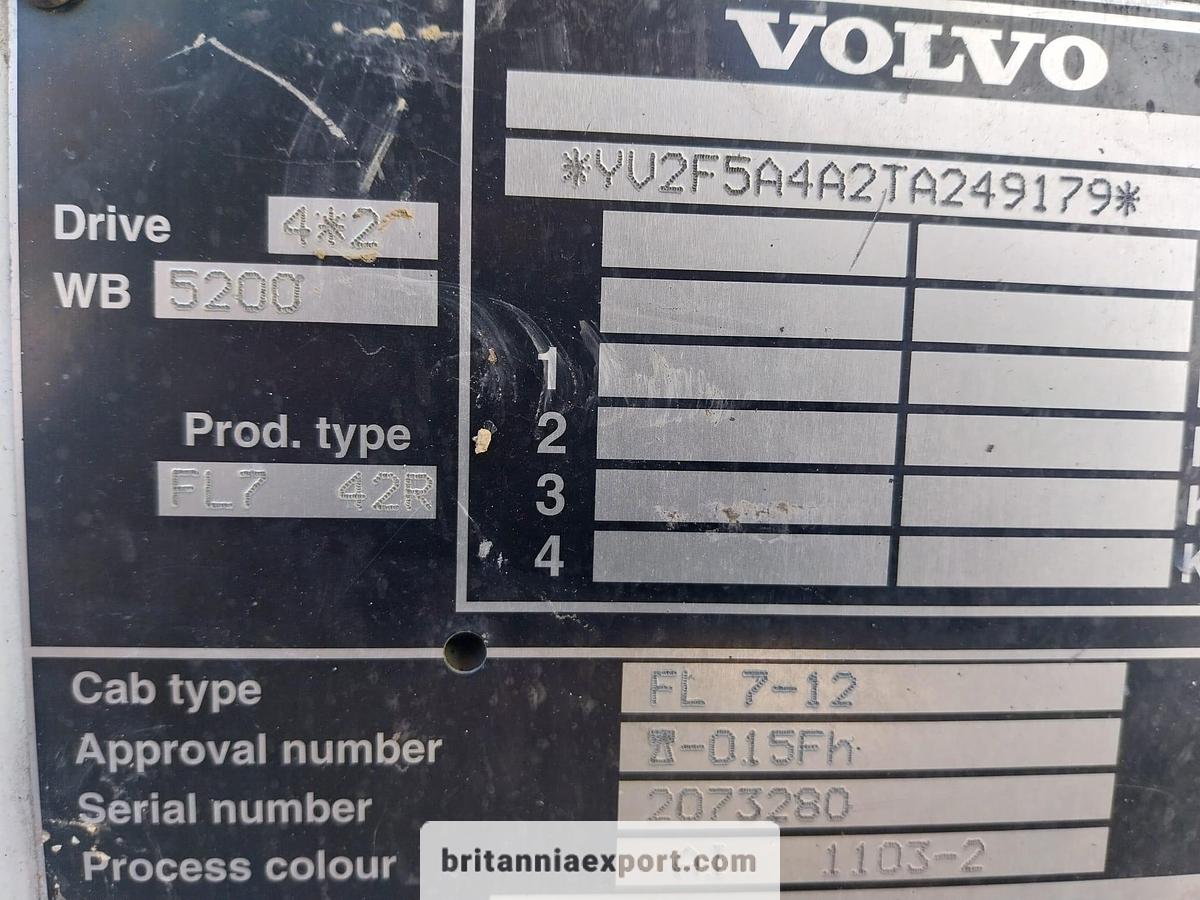 VOLVO
*YV2F5A4A2TA249179*
Drive 4*2
WB 5200
1
Prod. type
2
FL7 42R
3
4
Cab type FL 7-12
Approval number -015Fh
Serial number 2073280
Process colour 1103-2
britanniaexport.com